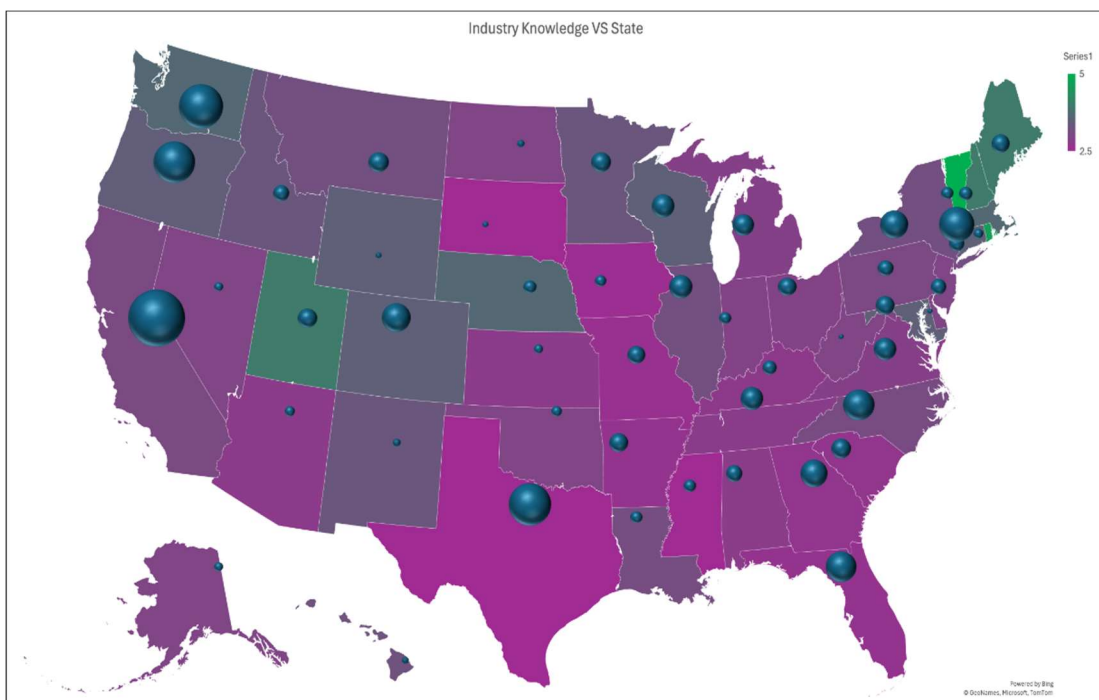 Industry Knowledge VS State
Series1
5
2.5
Powered by Bing
© GeoNames, Microsoft, TomTom